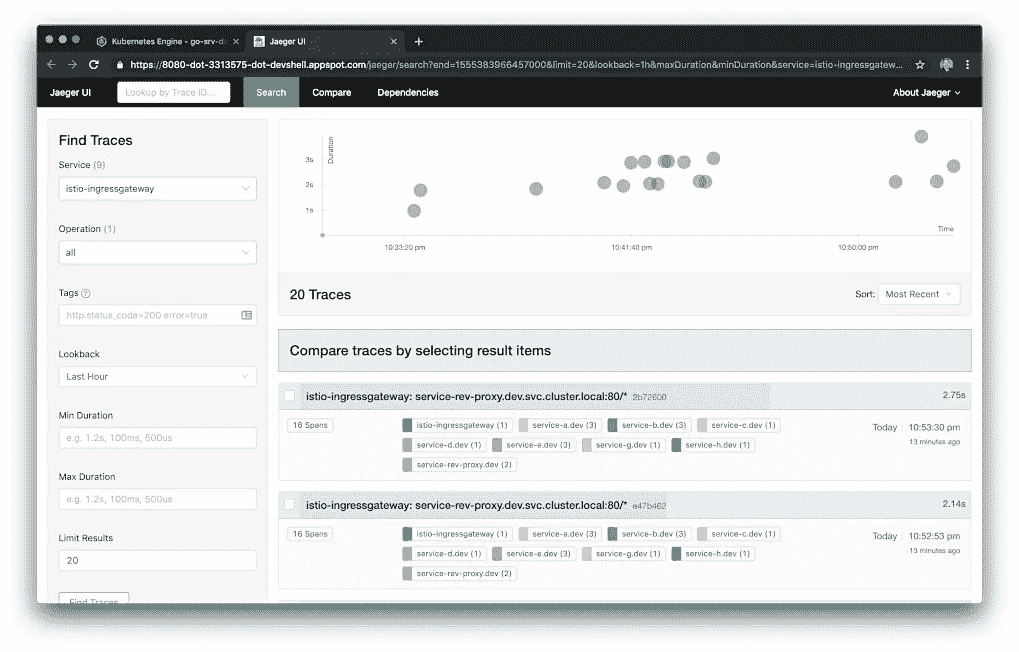 Kubernetes Engine - go-srv-d
Jaeger UI
https://8080-dot-3313575-dot-devshell.appspot.com/jaeger/search?end=1555383966457000&limit=20&lookback=1h&maxDuration&minDuration&service=istio-ingressgatew...
Jaeger UI
Lookup by Trace ID...
Search
Compare
Dependencies
About Jaeger
Find Traces
Service (9)
istio-ingressgateway
Operation (1)
all
Tags
http.status_code=200 error=true
Lookback
Last Hour
Min Duration
e.g. 1.2s, 100ms, 500us
Max Duration
e.g. 1.2s, 100ms, 500us
Limit Results
20
Find Traces
Duration
3s
2s
1s
Time
10:33:20 pm 10:41:40 pm 10:50:00 pm
20 Traces
Sort: Most Recent
Compare traces by selecting result items
istio-ingressgateway: service-rev-proxy.dev.svc.cluster.local:80/* 2b72600 2.75s
16 Spans istio-ingressgateway (1) service-a.dev (3) service-b.dev (3) service-c.dev (1) Today 10:53:30 pm
service-d.dev (1) service-e.dev (3) service-g.dev (1) service-h.dev (1) 13 minutes ago
service-rev-proxy.dev (2)
istio-ingressgateway: service-rev-proxy.dev.svc.cluster.local:80/* e47b462 2.14s
16 Spans istio-ingressgateway (1) service-a.dev (3) service-b.dev (3) service-c.dev (1) Today 10:52:53 pm
service-d.dev (1) service-e.dev (3) service-g.dev (1) service-h.dev (1) 13 minutes ago
service-rev-proxy.dev (2)